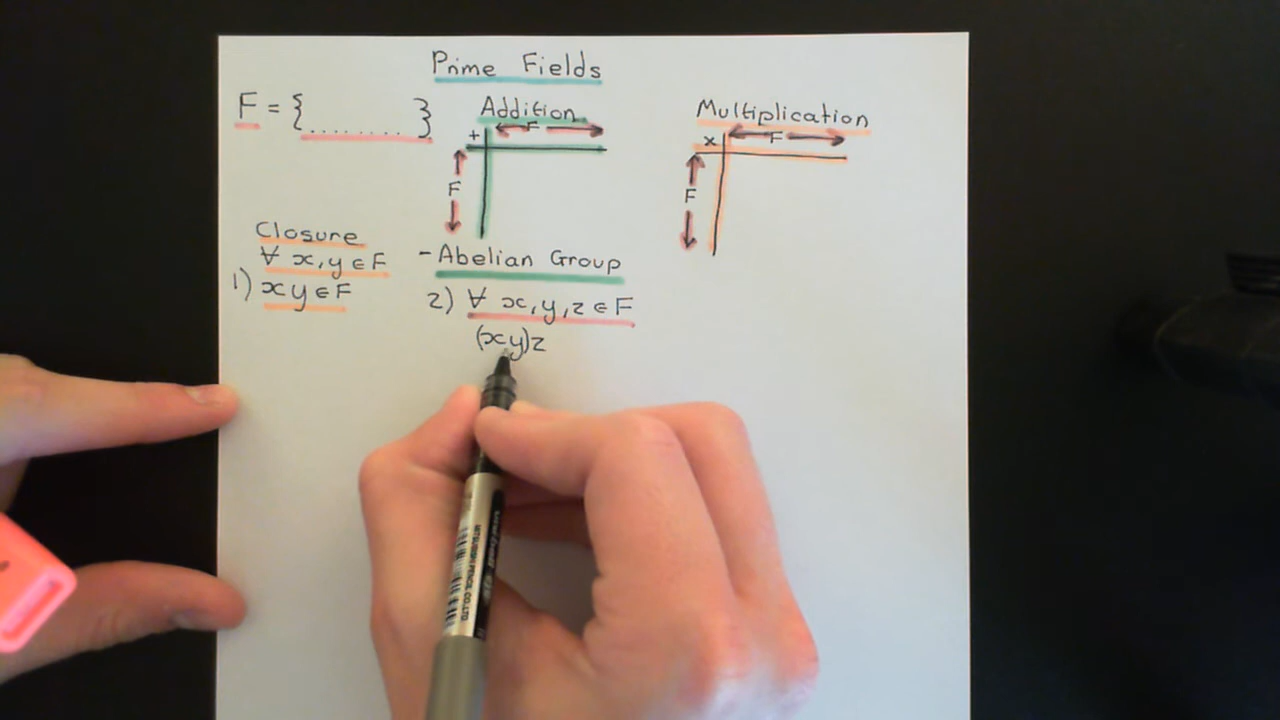 Prime Fields
F = {.........}
Addition
+ F
F
Multiplication
x F
F
Closure
∀ x,y ∈ F
1) xy ∈ F
- Abelian Group
2) ∀ x,y,z ∈ F
(xy)z